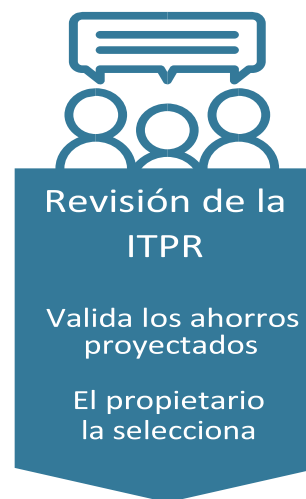 Revisión de la
ITPR
Valida los ahorros
proyectados
El propietario
la selecciona